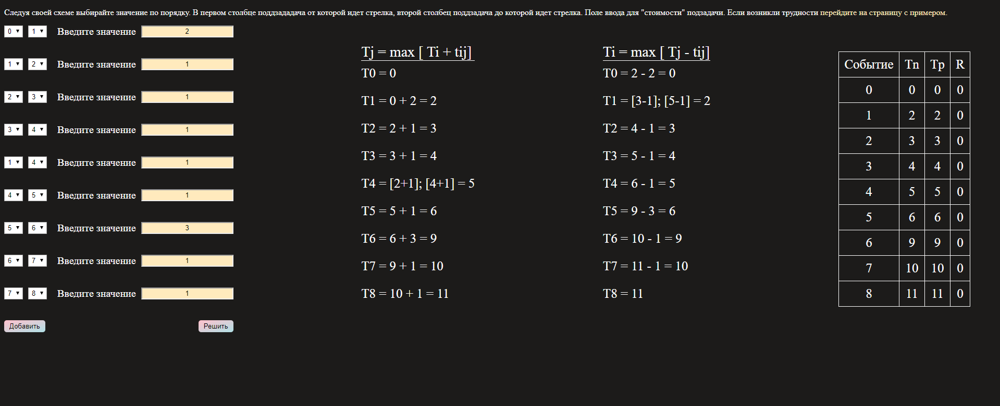 Следуя своей схеме выбирайте значение по порядку. В первом столбце поддзададача от которой идет стрелка, второй столбец поддзадача до которой идет стрелка. Поле ввода для "стоимости" подзадачи. Если возникли трудности перейдите на страницу с примером.
0 1 Введите значение 2
1 2 Введите значение 1
2 3 Введите значение 1
3 4 Введите значение 1
1 4 Введите значение 1
4 5 Введите значение 1
5 6 Введите значение 3
6 7 Введите значение 1
7 8 Введите значение 1
Добавить Решить
Tj = max [ Ti + tij]
T0 = 0
T1 = 0 + 2 = 2
T2 = 2 + 1 = 3
T3 = 3 + 1 = 4
T4 = [2+1]; [4+1] = 5
T5 = 5 + 1 = 6
T6 = 6 + 3 = 9
T7 = 9 + 1 = 10
T8 = 10 + 1 = 11
Ti = max [ Tj - tij]
T0 = 2 - 2 = 0
T1 = [3-1]; [5-1] = 2
T2 = 4 - 1 = 3
T3 = 5 - 1 = 4
T4 = 6 - 1 = 5
T5 = 9 - 3 = 6
T6 = 10 - 1 = 9
T7 = 11 - 1 = 10
T8 = 11
Событие Тп Тр R
0 0 0 0
1 2 2 0
2 3 3 0
3 4 4 0
4 5 5 0
5 6 6 0
6 9 9 0
7 10 10 0
8 11 11 0